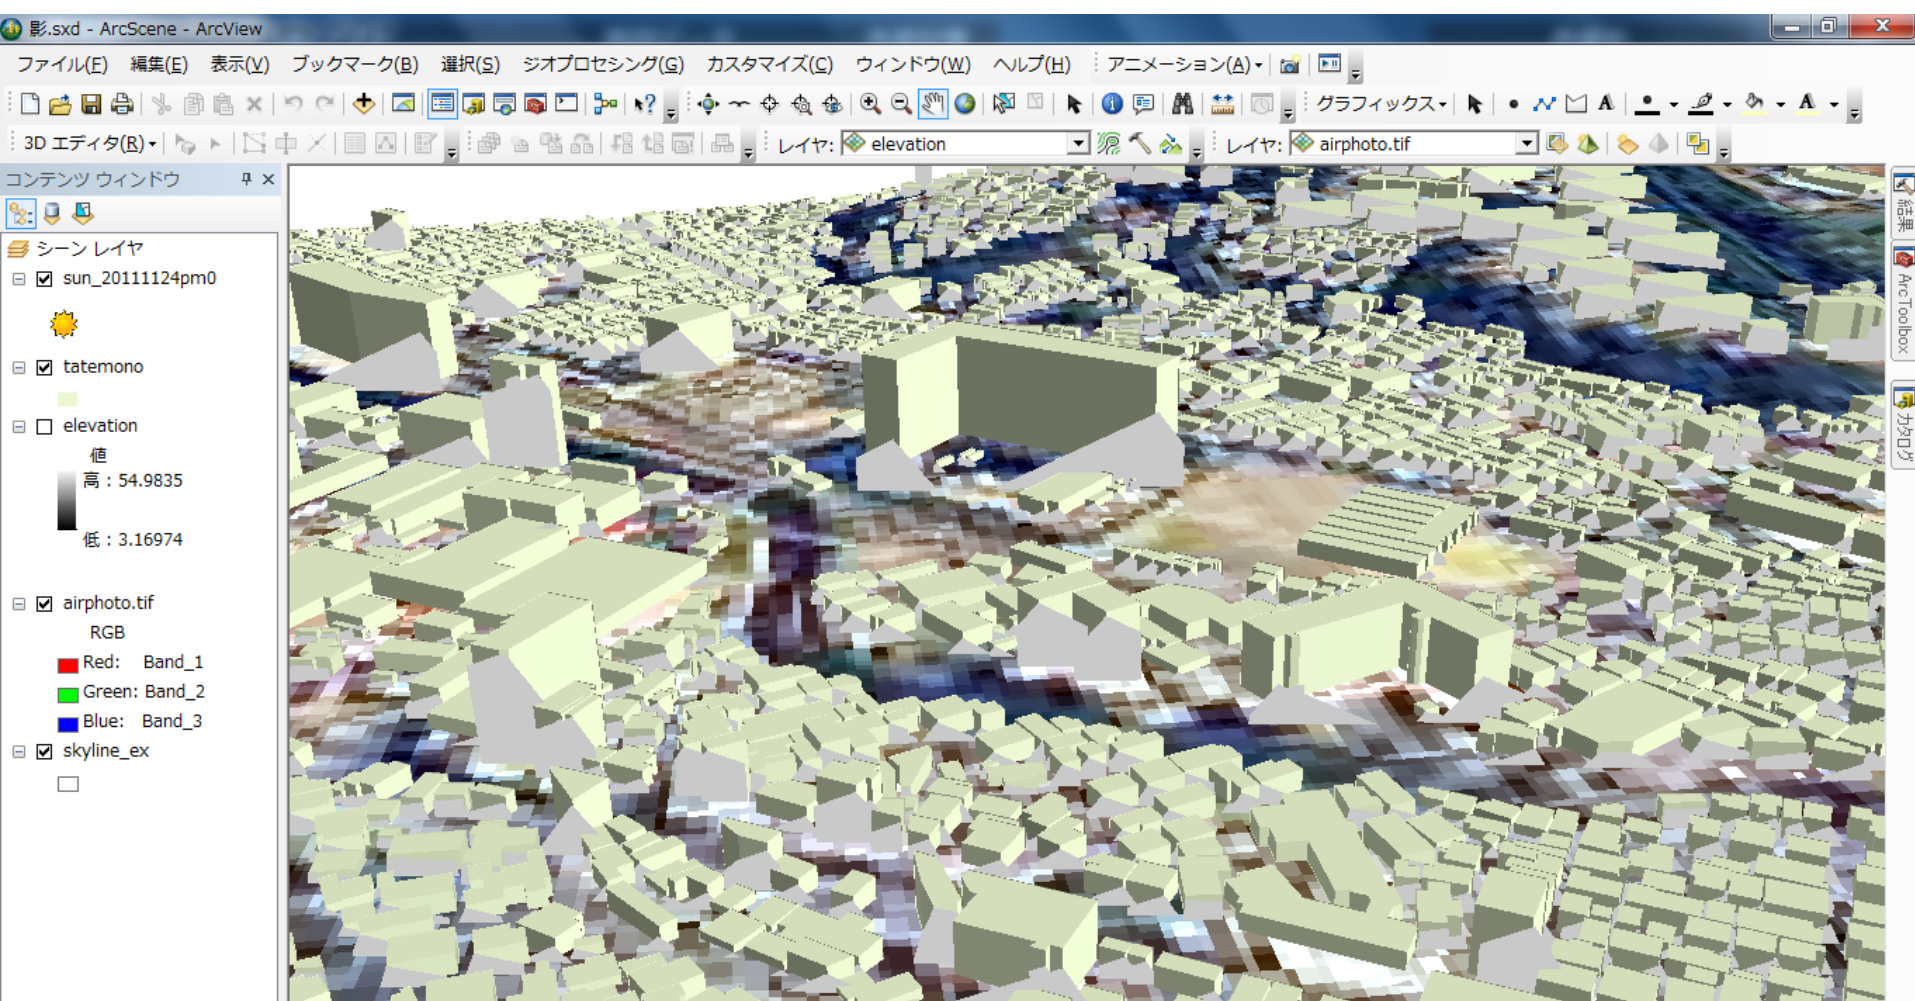 影.sxd - ArcScene - ArcView
ファイル(F) 編集(E) 表示(V) ブックマーク(B) 選択(S) ジオプロセシング(G) カスタマイズ(C) ウィンドウ(W) ヘルプ(H) アニメーション(A)
グラフィックス
3D エディタ(R) レイヤ: elevation レイヤ: airphoto.tif
コンテンツ ウィンドウ
シーン レイヤ
sun_20111124pm0
tatemono
elevation
値
高 : 54.9835
低 : 3.16974
airphoto.tif
RGB
Red: Band_1
Green: Band_2
Blue: Band_3
skyline_ex
結果
ArcToolbox
カタログ